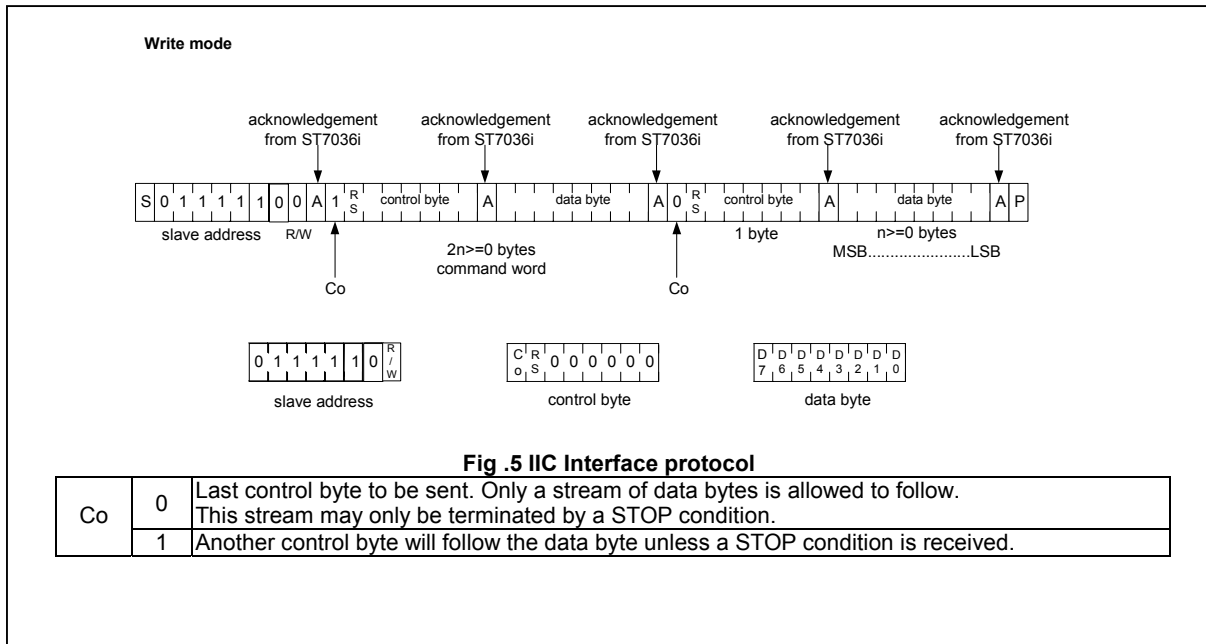 Write mode
acknowledgement from ST7036i
acknowledgement from ST7036i
acknowledgement from ST7036i
acknowledgement from ST7036i
acknowledgement from ST7036i
S 0 1 1 1 1 1 0 0 A 1 RS control byte A data byte A 0 RS control byte A data byte A P
slave address R/W
2n>=0 bytes
command word
1 byte
n>=0 bytes
MSB.......................LSB
Co
Co
0 1 1 1 1 1 0 R/W
slave address
Co RS 0 0 0 0 0 0
control byte
D7 D6 D5 D4 D3 D2 D1 D0
data byte
Fig .5 IIC Interface protocol
Co
0 Last control byte to be sent. Only a stream of data bytes is allowed to follow.
This stream may only be terminated by a STOP condition.
1 Another control byte will follow the data byte unless a STOP condition is received.